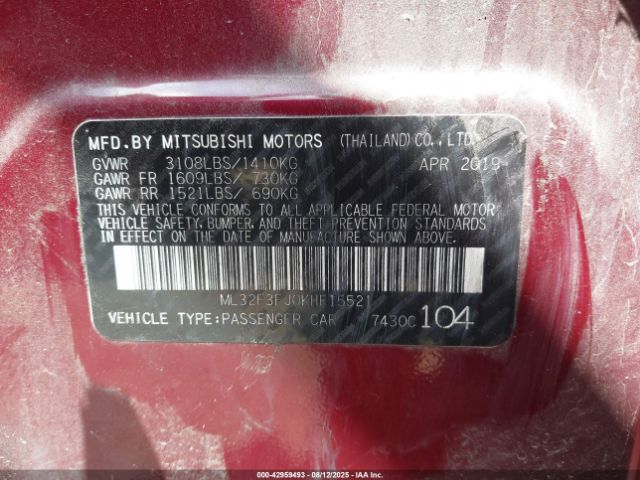 MFD.BY MITSUBISHI MOTORS (THAILAND)CO.,LTD.
GVWR 3108LBS/1410KG APR 2019
GAWR FR 1609LBS/ 730KG
GAWR RR 1521LBS/ 690KG
THIS VEHICLE CONFORMS TO ALL APPLICABLE FEDERAL MOTOR
VEHICLE SAFETY, BUMPER, AND THEFT PREVENTION STANDARDS
IN EFFECT ON THE DATE OF MANUFACTURE SHOWN ABOVE.
ML32F3FJ0KHF15521
VEHICLE TYPE:PASSENGER CAR 7430C 104
000-42959493 - 08/12/2025 - IAA Inc.